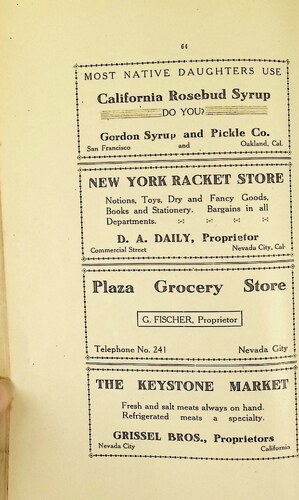 64
MOST NATIVE DAUGHTERS USE
California Rosebud Syrup
DO YOU?
Gordon Syrup and Pickle Co.
San Francisco and Oakland, Cal.
NEW YORK RACKET STORE
Notions, Toys, Dry and Fancy Goods,
Books and Stationery. Bargains in all
Departments.
D. A. DAILY, Proprietor
Commercial Street Nevada City, Cal.
Plaza Grocery Store
G. FISCHER, Proprietor
Telephone No. 241 Nevada City
THE KEYSTONE MARKET
Fresh and salt meats always on hand.
Refrigerated meats a specialty.
GRISSEL BROS., Proprietors
Nevada City California